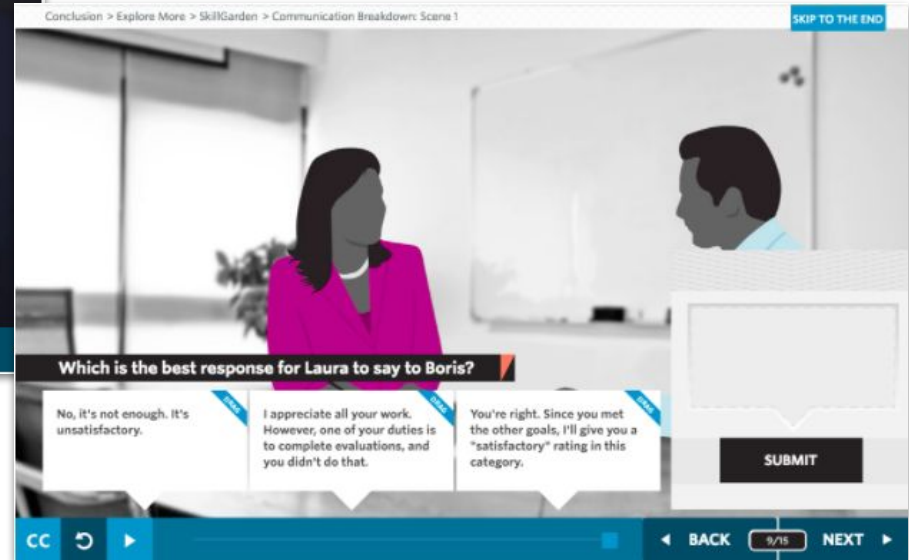 Conclusion > Explore More > SkillGarden > Communication Breakdown: Scene 1
SKIP TO THE END
Which is the best response for Laura to say to Boris?
No, it's not enough. It's
unsatisfactory.
DRAG
I appreciate all your work.
However, one of your duties is
to complete evaluations, and
you didn't do that.
DRAG
You're right. Since you met
the other goals, I'll give you a
"satisfactory" rating in this
category.
DRAG
SUBMIT
CC
BACK
9/15
NEXT